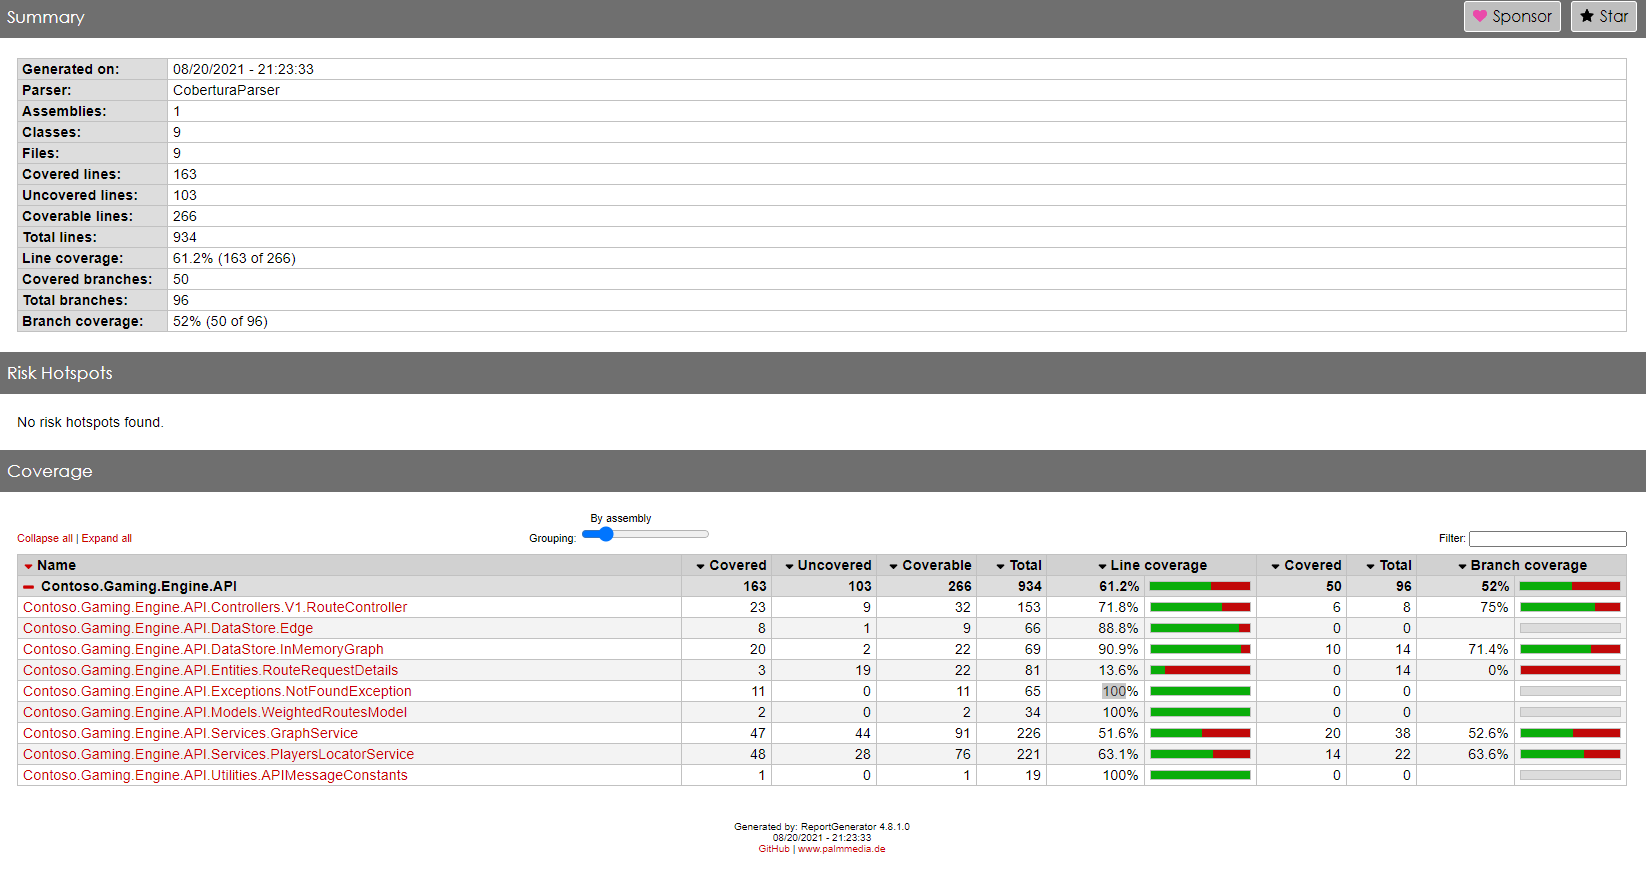 Summary
Sponsor Star
Generated on: 08/20/2021 - 21:23:33
Parser: CoberturaParser
Assemblies: 1
Classes: 9
Files: 9
Covered lines: 163
Uncovered lines: 103
Coverable lines: 266
Total lines: 934
Line coverage: 61.2% (163 of 266)
Covered branches: 50
Total branches: 96
Branch coverage: 52% (50 of 96)
Risk Hotspots
No risk hotspots found.
Coverage
By assembly
Collapse all | Expand all Grouping: Filter:
Name Covered Uncovered Coverable Total Line coverage Covered Total Branch coverage
Contoso.Gaming.Engine.API 163 103 266 934 61.2% 50 96 52%
Contoso.Gaming.Engine.API.Controllers.V1.RouteController 23 9 32 153 71.8% 6 8 75%
Contoso.Gaming.Engine.API.DataStore.Edge 8 1 9 66 88.8% 0 0
Contoso.Gaming.Engine.API.DataStore.InMemoryGraph 20 2 22 69 90.9% 10 14 71.4%
Contoso.Gaming.Engine.API.Entities.RouteRequestDetails 3 19 22 81 13.6% 0 14 0%
Contoso.Gaming.Engine.API.Exceptions.NotFoundException 11 0 11 65 100% 0 0
Contoso.Gaming.Engine.API.Models.WeightedRoutesModel 2 0 2 34 100% 0 0
Contoso.Gaming.Engine.API.Services.GraphService 47 44 91 226 51.6% 20 38 52.6%
Contoso.Gaming.Engine.API.Services.PlayersLocatorService 48 28 76 221 63.1% 14 22 63.6%
Contoso.Gaming.Engine.API.Utilities.APIMessageConstants 1 0 1 19 100% 0 0
Generated by: ReportGenerator 4.8.1.0
08/20/2021 - 21:23:33
GitHub | www.palmmedia.de